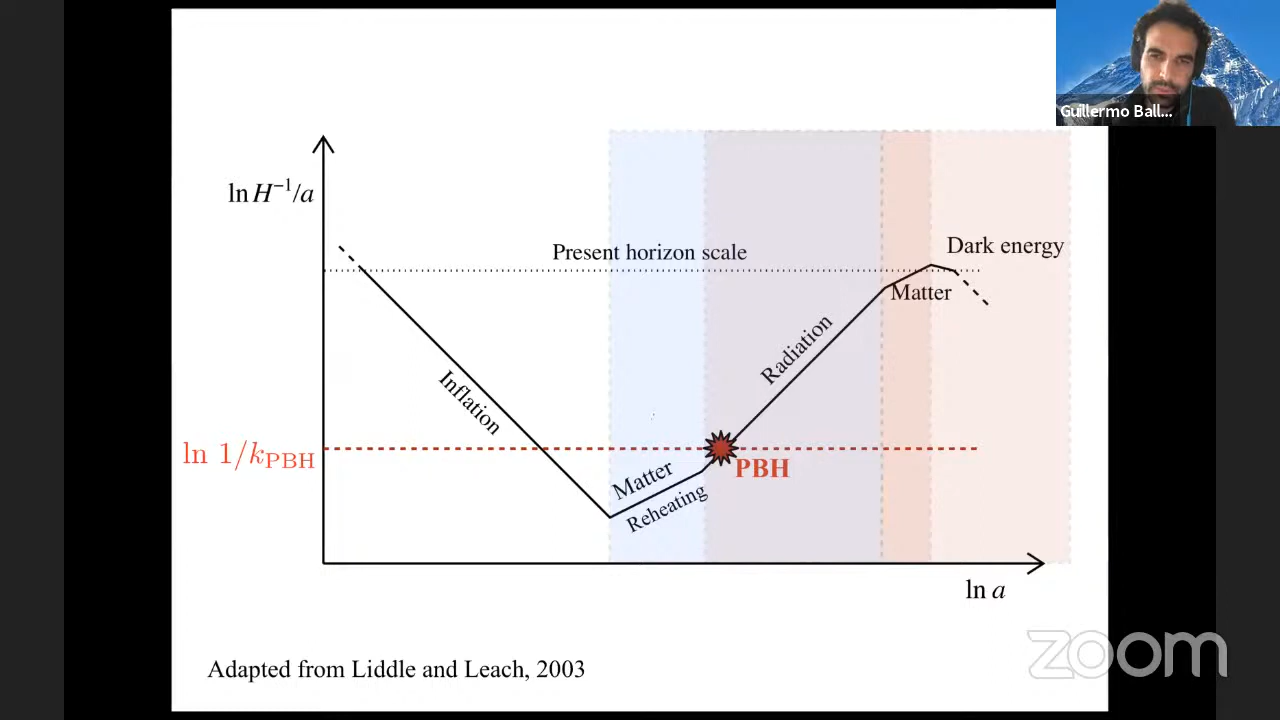 Guillermo Ball...
ln H⁻¹/a
Present horizon scale
Dark energy
Matter
Radiation
Inflation
ln 1/k_PBH
PBH
Matter
Reheating
ln a
Adapted from Liddle and Leach, 2003
zoom